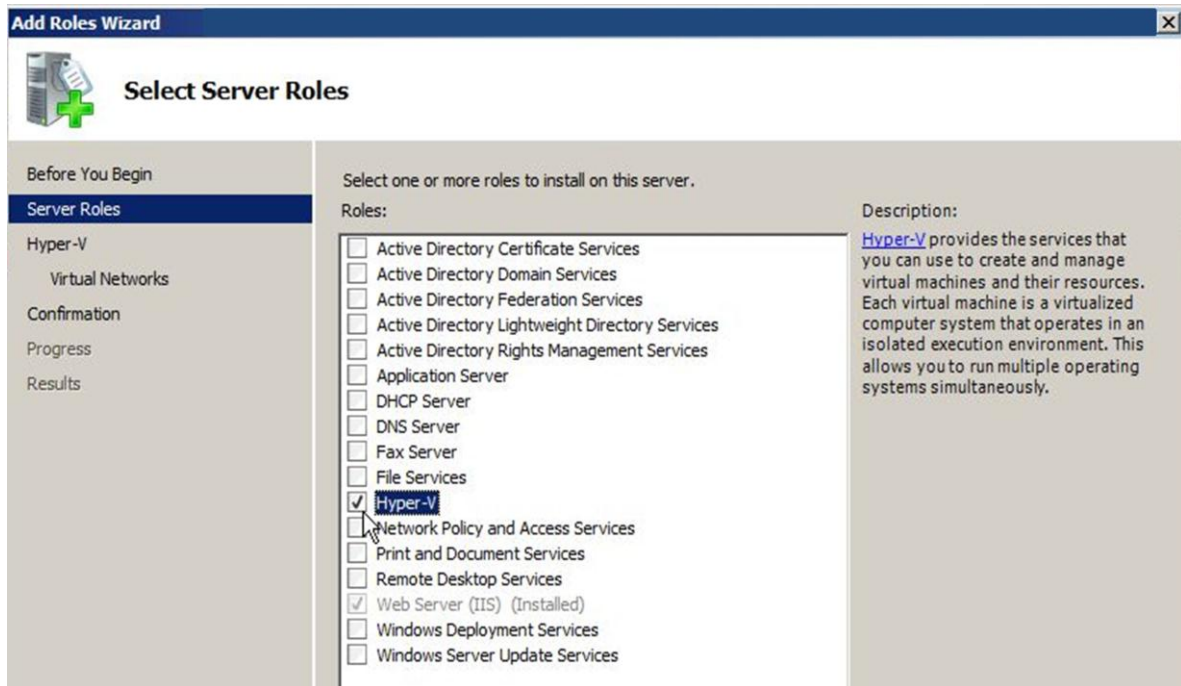 Add Roles Wizard
Select Server Roles
Before You Begin
Server Roles
Hyper-V
Virtual Networks
Confirmation
Progress
Results
Select one or more roles to install on this server.
Roles:
Active Directory Certificate Services
Active Directory Domain Services
Active Directory Federation Services
Active Directory Lightweight Directory Services
Active Directory Rights Management Services
Application Server
DHCP Server
DNS Server
Fax Server
File Services
Hyper-V
Network Policy and Access Services
Print and Document Services
Remote Desktop Services
Web Server (IIS) (Installed)
Windows Deployment Services
Windows Server Update Services
Description:
Hyper-V provides the services that
you can use to create and manage
virtual machines and their resources.
Each virtual machine is a virtualized
computer system that operates in an
isolated execution environment. This
allows you to run multiple operating
systems simultaneously.